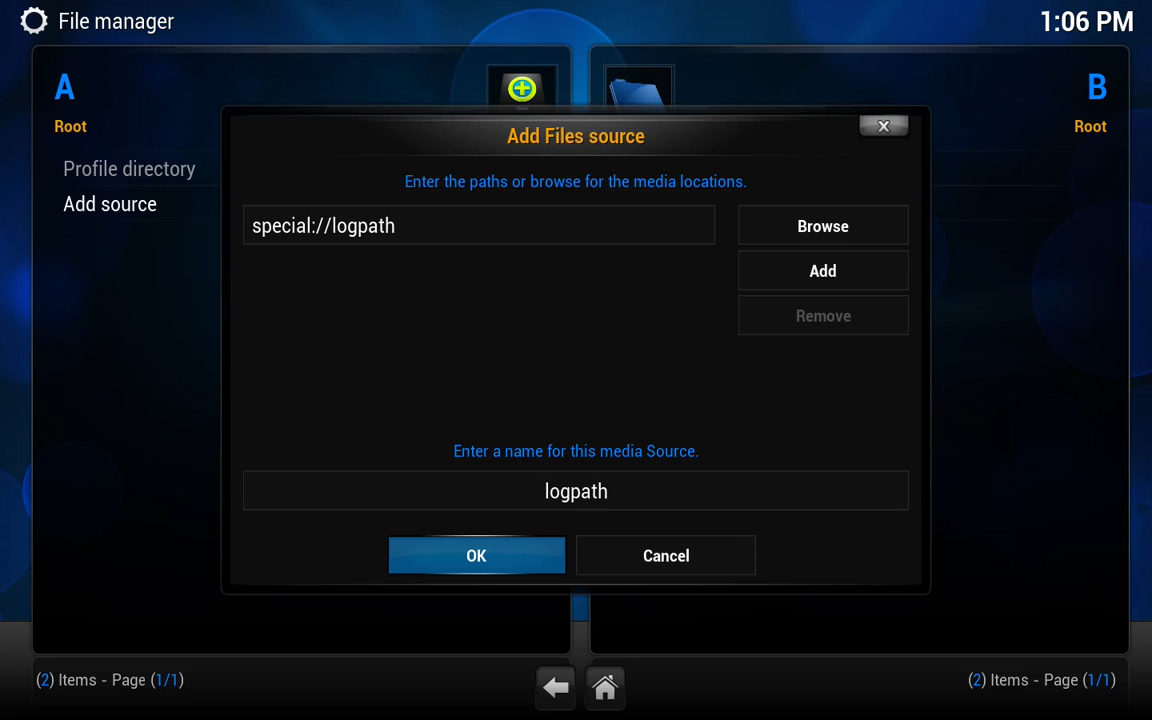 File manager
1:06 PM
A
B
Root
Root
Profile directory
Add source
Add Files source
Enter the paths or browse for the media locations.
special://logpath
Browse
Add
Remove
Enter a name for this media Source.
logpath
OK
Cancel
(2) Items - Page (1/1)
(2) Items - Page (1/1)